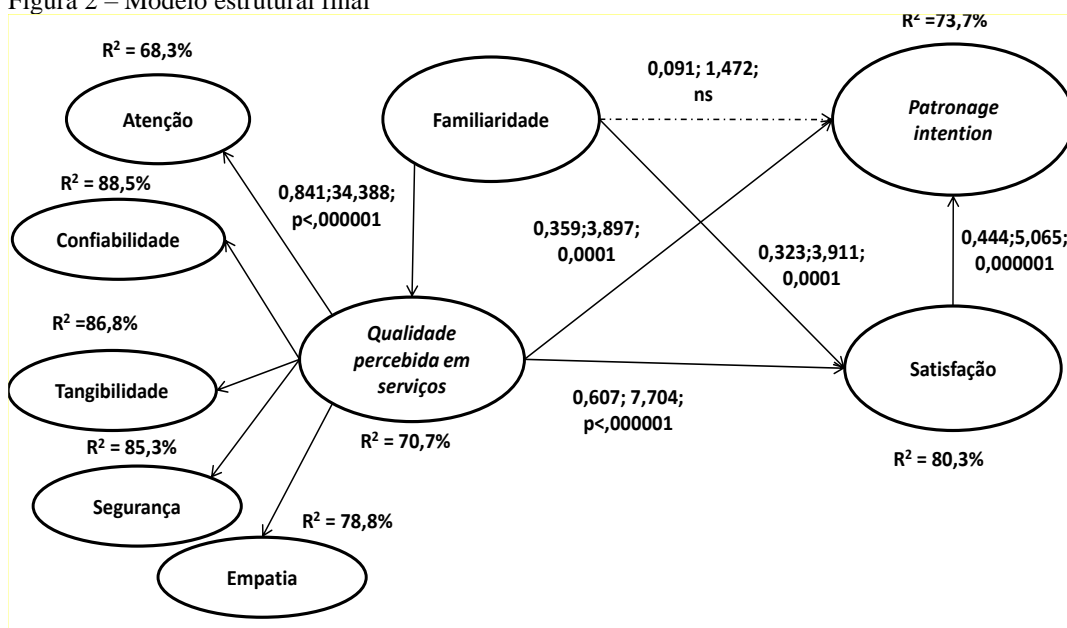 Figura 2 – Modelo estrutural final
R² =73,7%
R² = 68,3%
0,091; 1,472;
ns
Atenção
Familiaridade
Patronage
intention
R² = 88,5%
0,841;34,388;
p<,000001
Confiabilidade
0,359;3,897;
0,0001
0,323;3,911;
0,0001
0,444;5,065;
0,000001
R² =86,8%
Qualidade
percebida em
serviços
Tangibilidade
Satisfação
0,607; 7,704;
p<,000001
R² = 85,3%
R² = 70,7%
R² = 80,3%
Segurança
R² = 78,8%
Empatia